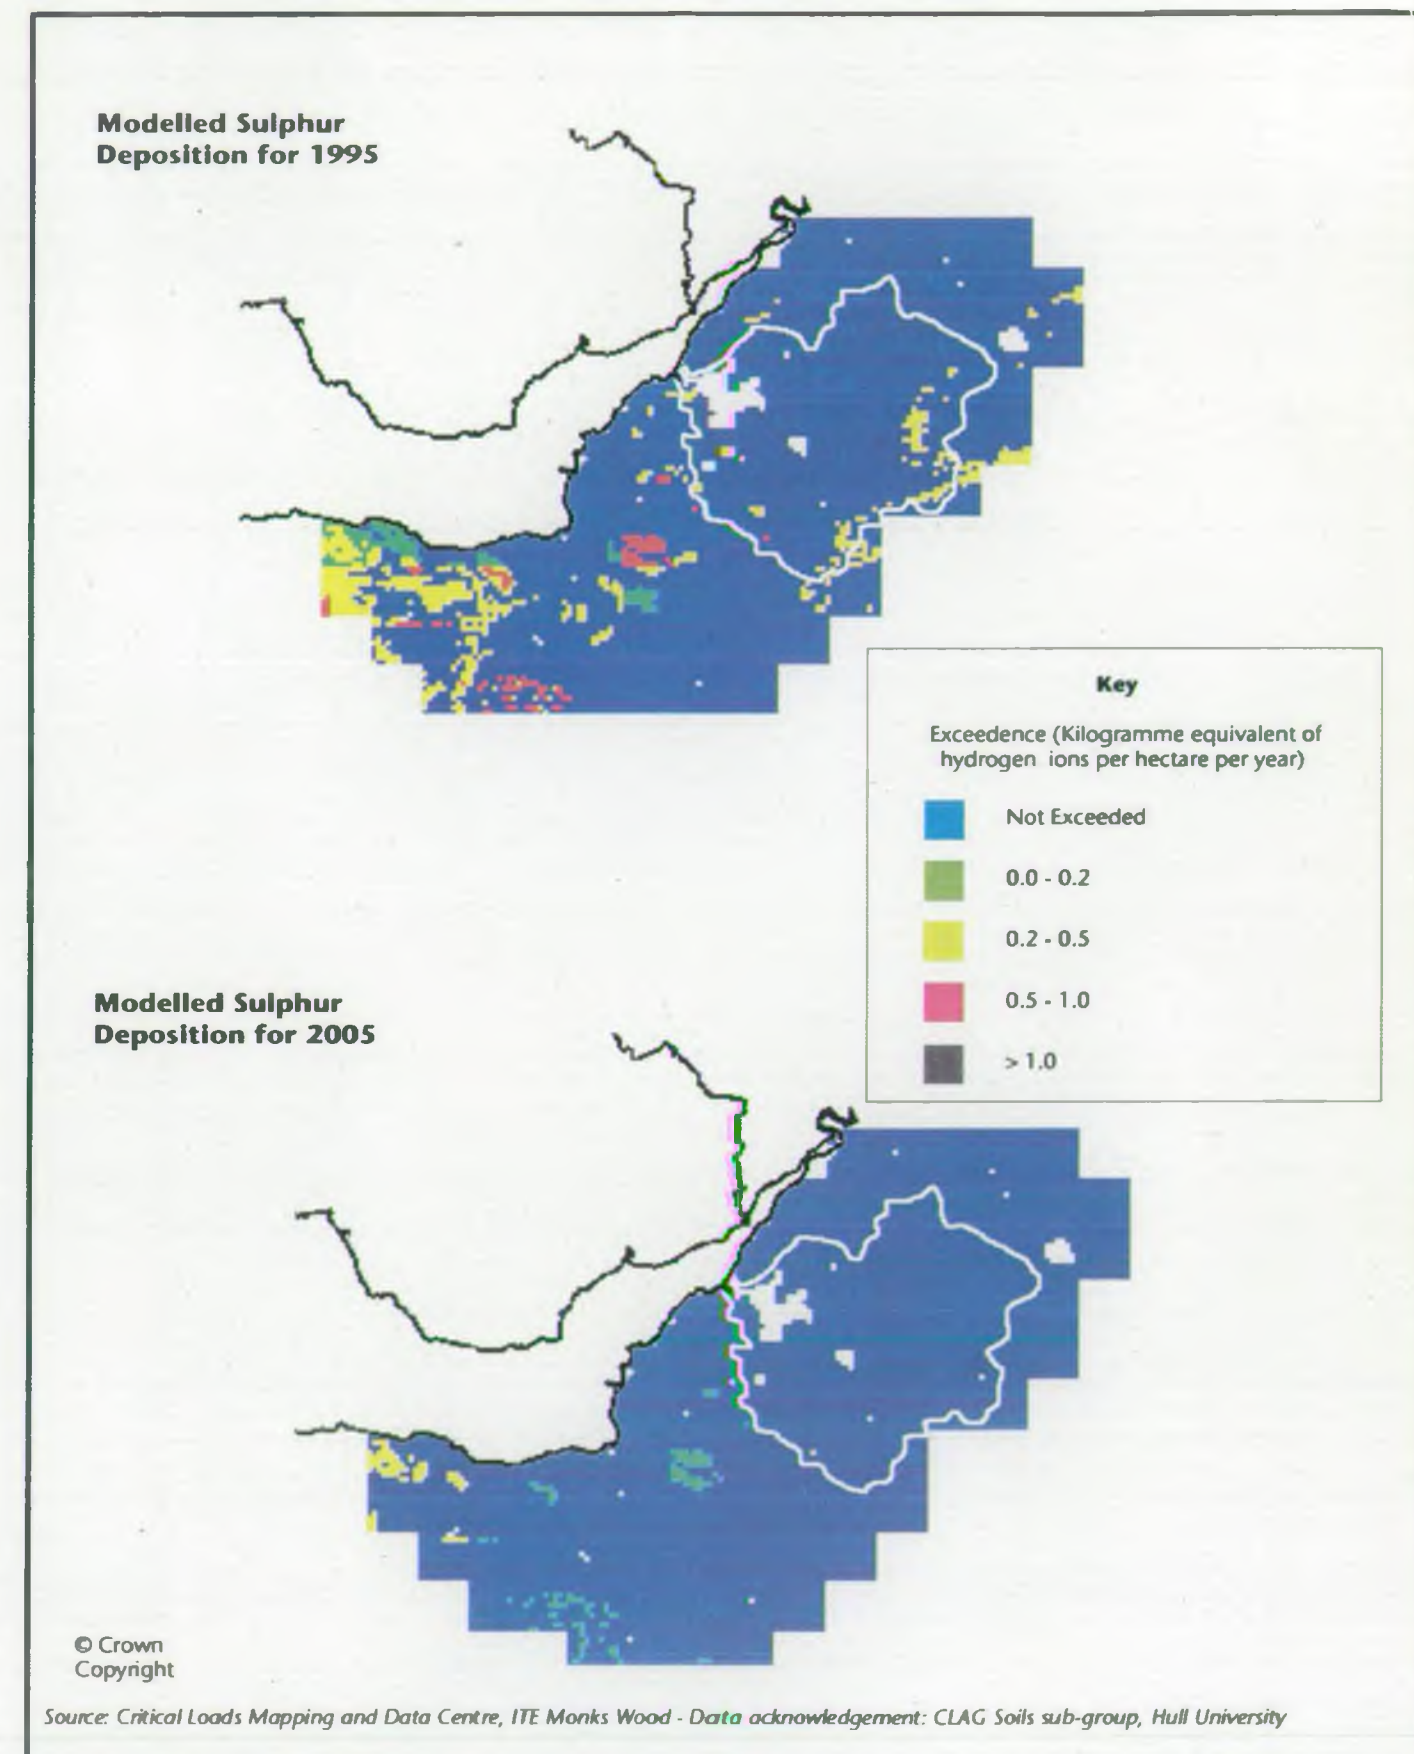 Modelled Sulphur
Deposition for 1995
Key
Exceedence (Kilogramme equivalent of
hydrogen ions per hectare per year)
Not Exceeded
0.0 - 0.2
0.2 - 0.5
0.5 - 1.0
> 1.0
Modelled Sulphur
Deposition for 2005
© Crown
Copyright
Source: Critical Loads Mapping and Data Centre, ITE Monks Wood - Data acknowledgement: CLAG Soils sub-group, Hull University